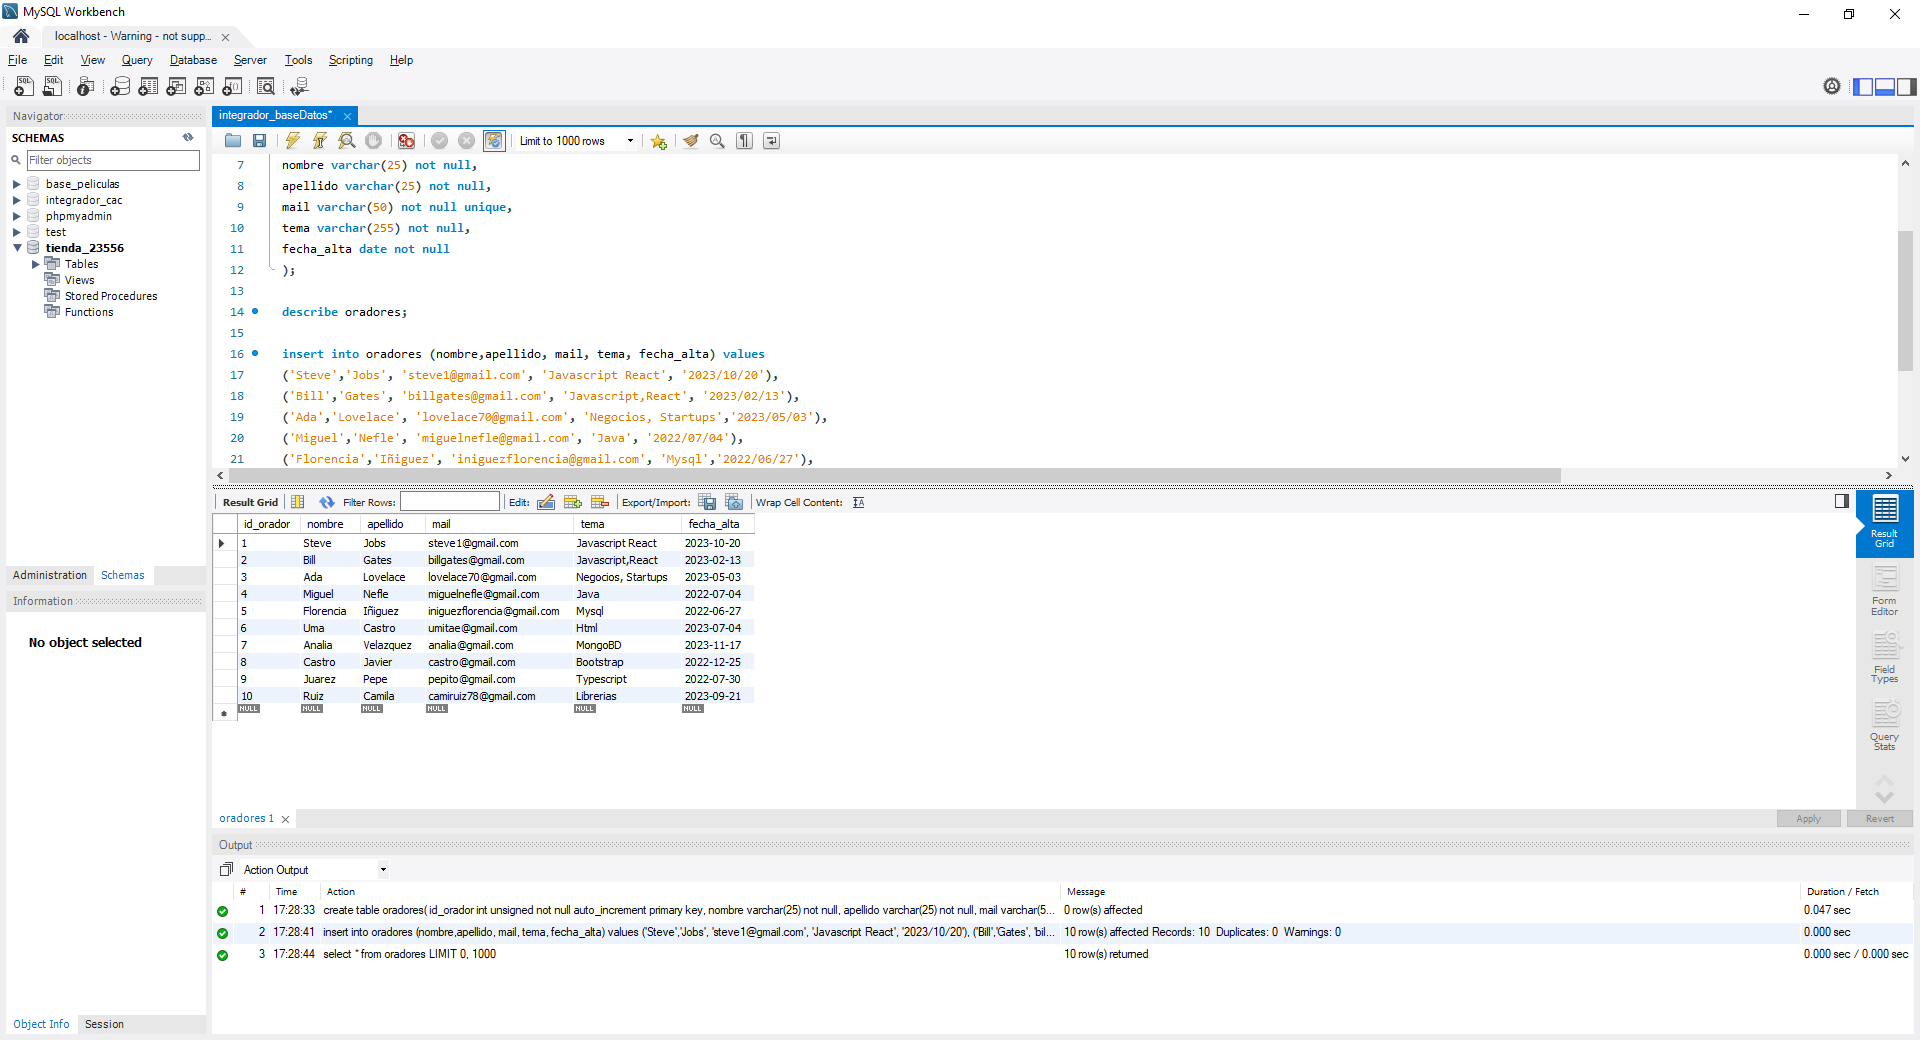 MySQL Workbench
localhost - Warning - not supp...
File Edit View Query Database Server Tools Scripting Help
Navigator
SCHEMAS
Filter objects
base_peliculas
integrador_cac
phpmyadmin
test
tienda_23556
Tables
Views
Stored Procedures
Functions
Administration Schemas
Information
No object selected
Object Info Session
integrador_baseDatos*
Limit to 1000 rows
7 nombre varchar(25) not null,
8 apellido varchar(25) not null,
9 mail varchar(50) not null unique,
10 tema varchar(255) not null,
11 fecha_alta date not null
12 );
13
14 describe oradores;
15
16 insert into oradores (nombre,apellido, mail, tema, fecha_alta) values
17 ('Steve','Jobs', 'steve1@gmail.com', 'Javascript React', '2023/10/20'),
18 ('Bill','Gates', 'billgates@gmail.com', 'Javascript,React', '2023/02/13'),
19 ('Ada','Lovelace', 'lovelace70@gmail.com', 'Negocios, Startups','2023/05/03'),
20 ('Miguel','Nefle', 'miguelnefle@gmail.com', 'Java', '2022/07/04'),
21 ('Florencia','Iñiguez', 'iniguezflorencia@gmail.com', 'Mysql','2022/06/27'),
Result Grid Filter Rows: Edit: Export/Import: Wrap Cell Content:
id_orador nombre apellido mail tema fecha_alta
1 Steve Jobs steve1@gmail.com Javascript React 2023-10-20
2 Bill Gates billgates@gmail.com Javascript,React 2023-02-13
3 Ada Lovelace lovelace70@gmail.com Negocios, Startups 2023-05-03
4 Miguel Nefle miguelnefle@gmail.com Java 2022-07-04
5 Florencia Iñiguez iniguezflorencia@gmail.com Mysql 2022-06-27
6 Uma Castro umitae@gmail.com Html 2023-07-04
7 Analia Velazquez analia@gmail.com MongoBD 2023-11-17
8 Castro Javier castro@gmail.com Bootstrap 2022-12-25
9 Juarez Pepe pepito@gmail.com Typescript 2022-07-30
10 Ruiz Camila camiruiz78@gmail.com Librerias 2023-09-21
NULL NULL NULL NULL NULL NULL
Result
Grid
Form
Editor
Field
Types
Query
Stats
oradores 1
Apply Revert
Output
Action Output
# Time Action Message Duration / Fetch
1 17:28:33 create table oradores( id_orador int unsigned not null auto_increment primary key, nombre varchar(25) not null, apellido varchar(25) not null, mail varchar(5... 0 row(s) affected 0.047 sec
2 17:28:41 insert into oradores (nombre,apellido, mail, tema, fecha_alta) values ('Steve','Jobs', 'steve1@gmail.com', 'Javascript React', '2023/10/20'), ('Bill','Gates', 'bil... 10 row(s) affected Records: 10 Duplicates: 0 Warnings: 0 0.000 sec
3 17:28:44 select * from oradores LIMIT 0, 1000 10 row(s) returned 0.000 sec / 0.000 sec